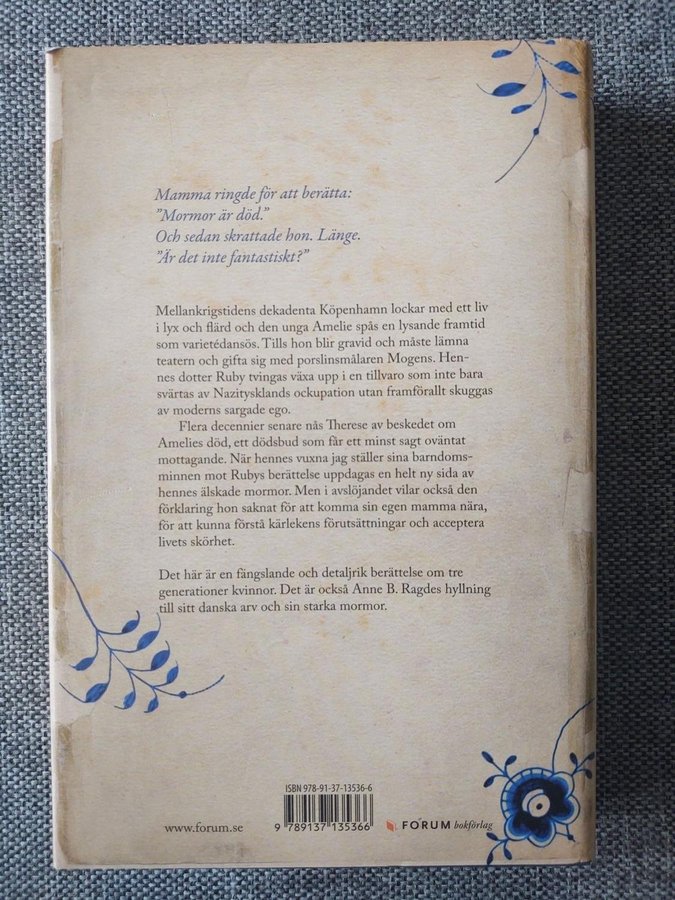 Mamma ringde för att berätta:
”Mormor är död.”
Och sedan skrattade hon. Länge.
”Är det inte fantastiskt?”
Mellankrigstidens dekadenta Köpenhamn lockar med ett liv
i lyx och flärd och den unga Amelie spås en lysande framtid
som varietédansös. Tills hon blir gravid och måste lämna
teatern och gifta sig med porslinsmålaren Mogens. Hen-
nes dotter Ruby tvingas växa upp i en tillvaro som inte bara
svärtas av Nazitysklands ockupation utan framförallt skuggas
av moderns sargade ego.
Flera decennier senare nås Therese av beskedet om
Amelies död, ett dödsbud som får ett minst sagt oväntat
mottagande. När hennes vuxna jag ställer sina barndoms-
minnen mot Rubys berättelse uppdagas en helt ny sida av
hennes älskade mormor. Men i avslöjandet vilar också den
förklaring hon saknat för att komma sin egen mamma nära,
för att kunna förstå kärlekens förutsättningar och acceptera
livets skörhet.
Det här är en fängslande och detaljrik berättelse om tre
generationer kvinnor. Det är också Anne B. Ragdes hyllning
till sitt danska arv och sin starka mormor.
ISBN 978-91-37-13536-6
www.forum.se
9 789137 135366
FORUM bokförlag